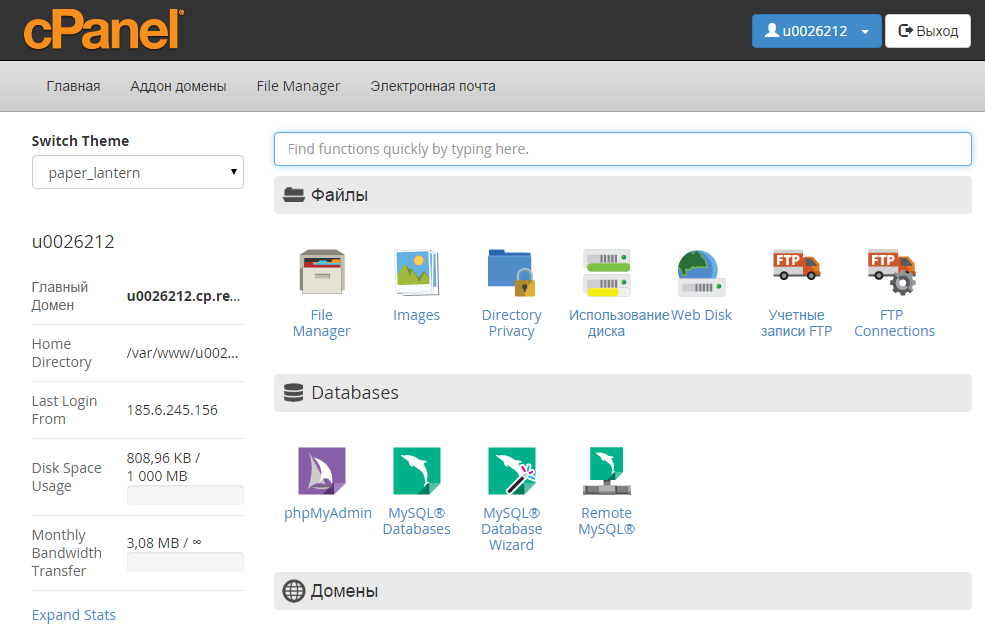 cPanel
u0026212
Выход
Главная
Аддон домены
File Manager
Электронная почта
Switch Theme
paper_lantern
u0026212
Главный
Домен
u0026212.cp.re...
Home
Directory
/var/www/u002...
Last Login
From
185.6.245.156
Disk Space
Usage
808,96 KB /
1 000 MB
Monthly
Bandwidth
Transfer
3,08 MB / ∞
Expand Stats
Find functions quickly by typing here.
Файлы
File
Manager
Images
Directory
Privacy
Использование
диска
Web Disk
FTP
Учетные
записи FTP
FTP
FTP
Connections
Databases
phpMyAdmin
MySQL®
Databases
MySQL®
Database
Wizard
Remote
MySQL®
Домены